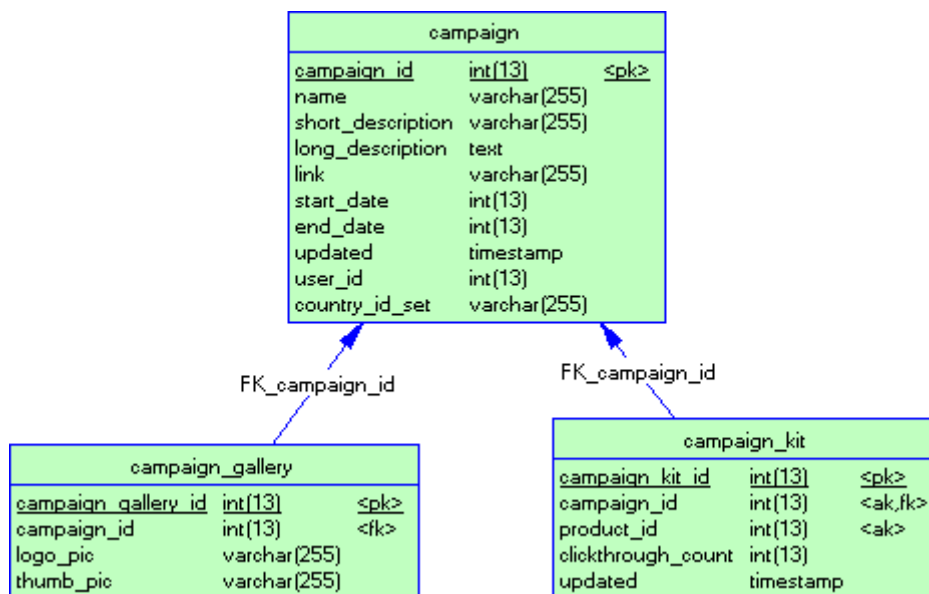 campaign
campaign_id int(13) <pk>
name varchar(255)
short_description varchar(255)
long_description text
link varchar(255)
start_date int(13)
end_date int(13)
updated timestamp
user_id int(13)
country_id_set varchar(255)
FK_campaign_id
FK_campaign_id
campaign_gallery
campaign_gallery_id int(13) <pk>
campaign_id int(13) <fk>
logo_pic varchar(255)
thumb_pic varchar(255)
campaign_kit
campaign_kit_id int(13) <pk>
campaign_id int(13) <ak,fk>
product_id int(13) <ak>
clickthrough_count int(13)
updated timestamp